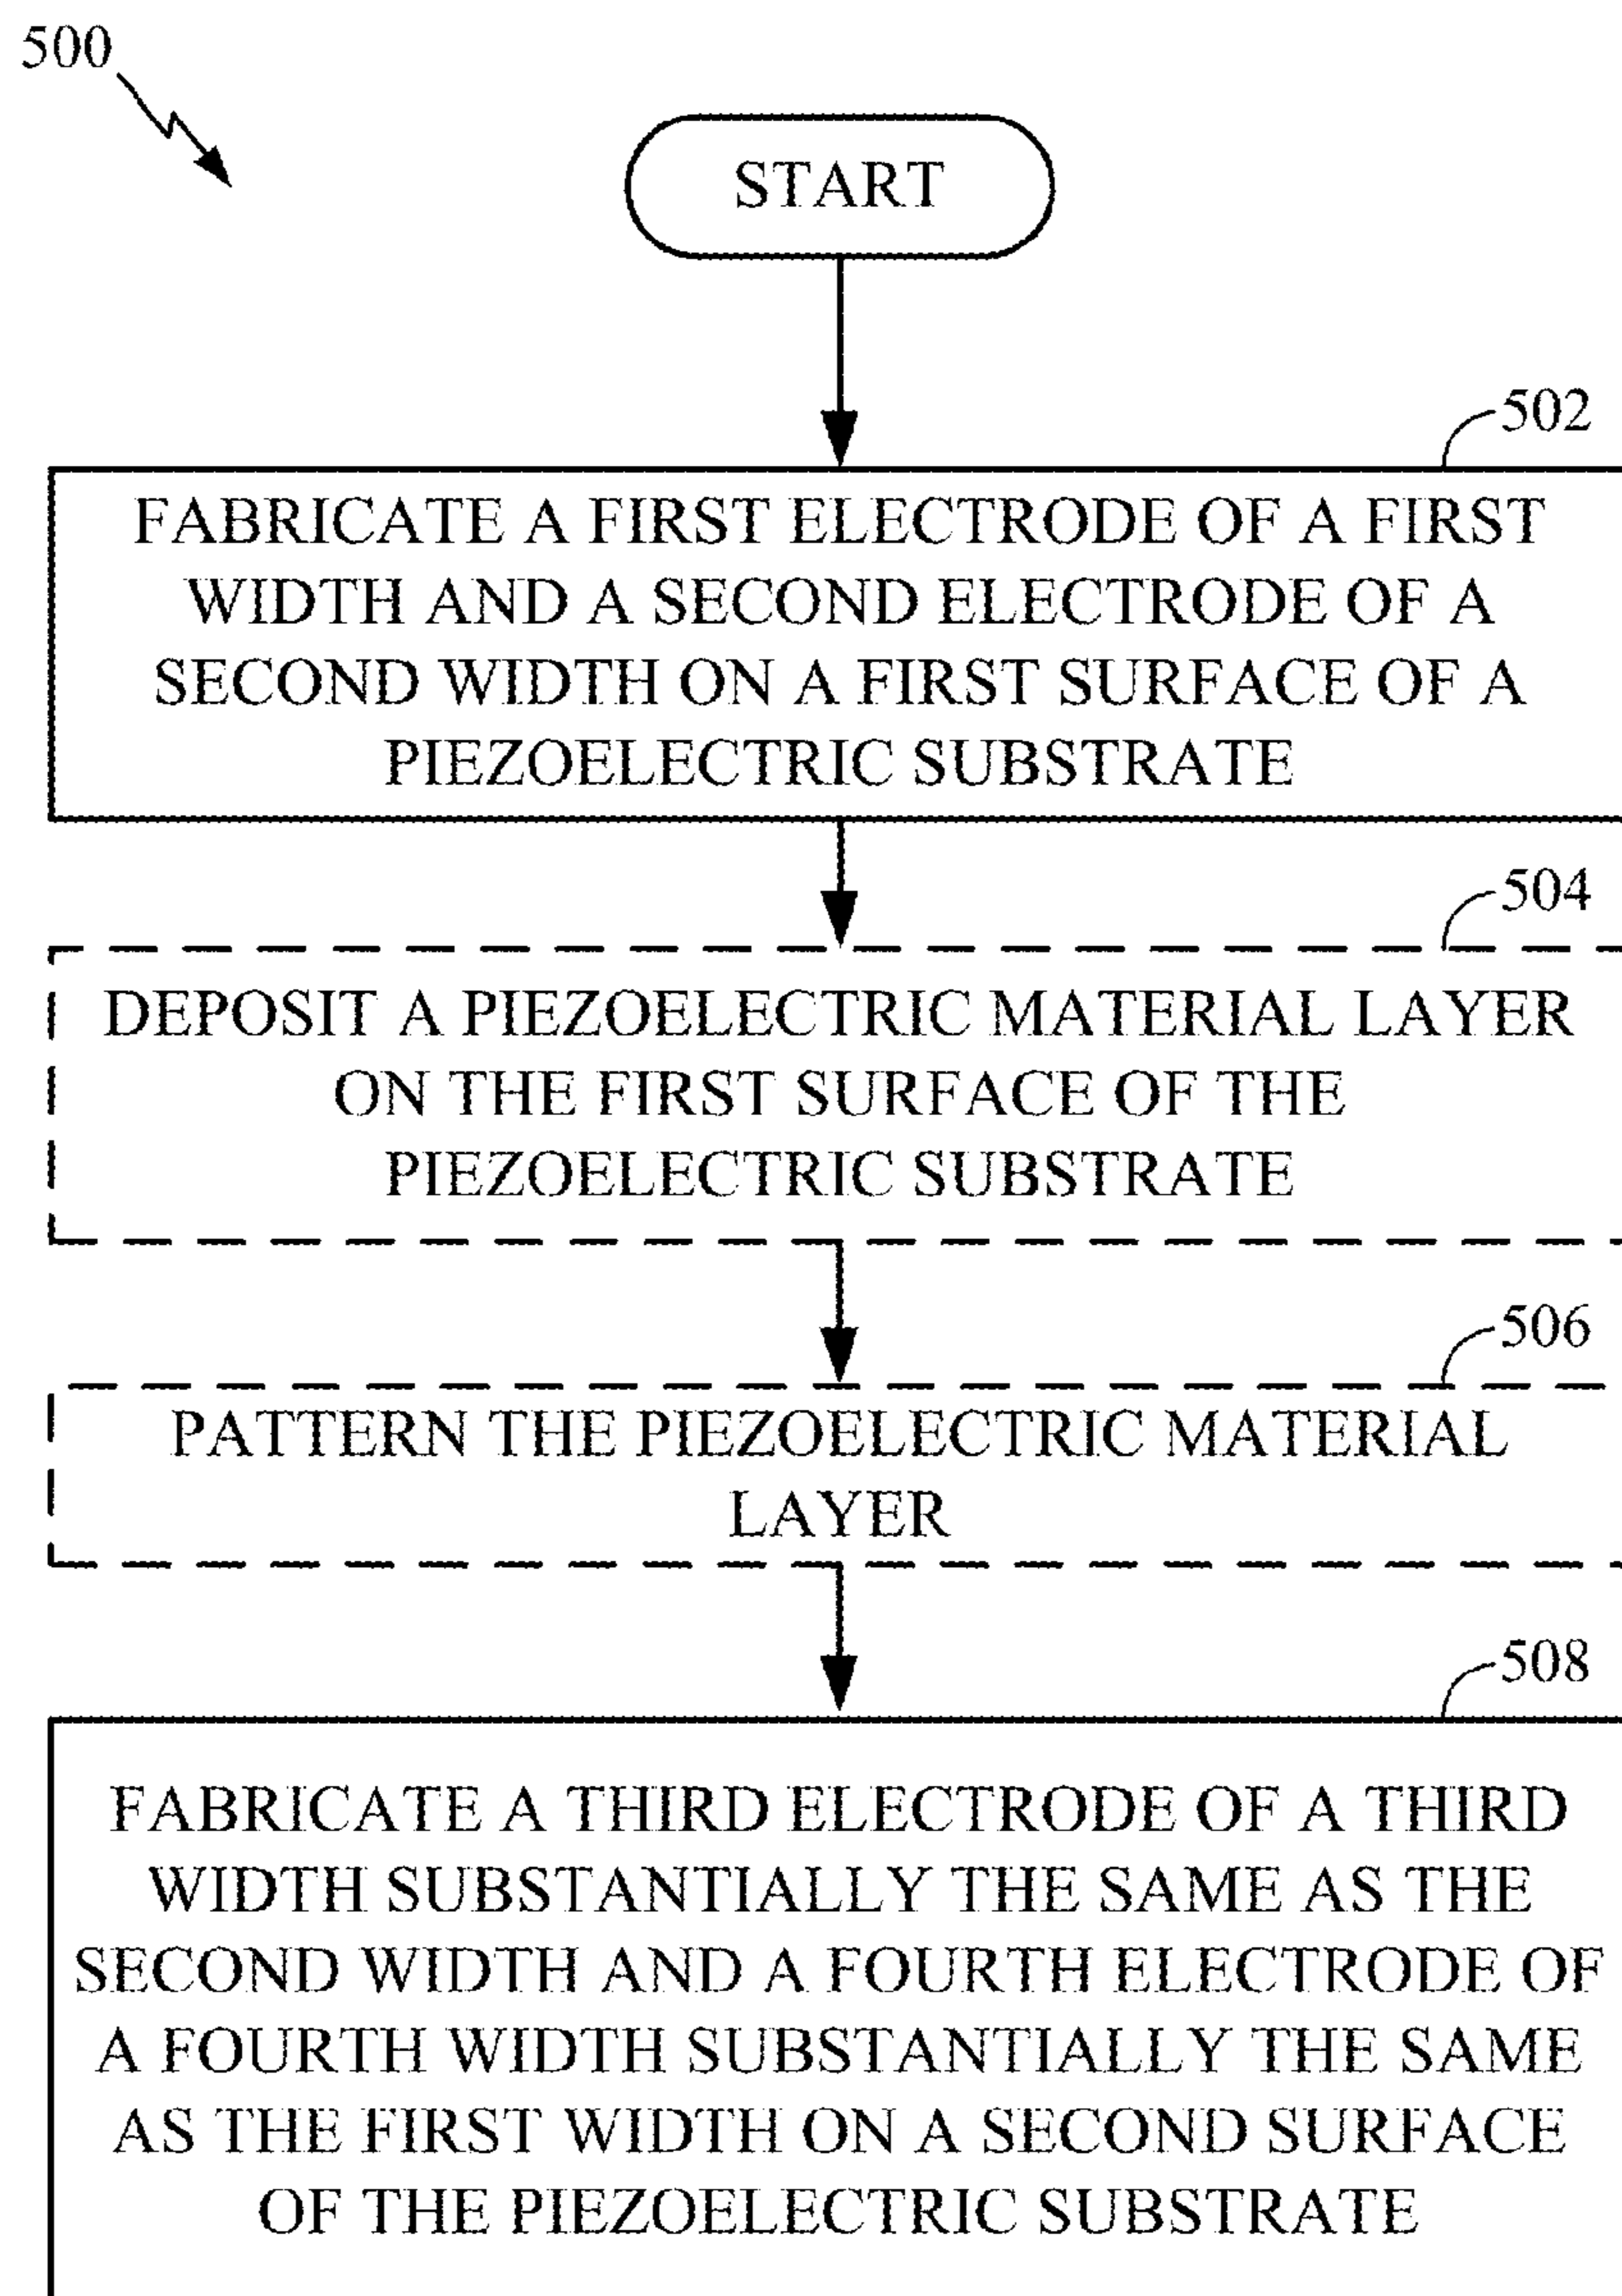 500
START
502
FABRICATE A FIRST ELECTRODE OF A FIRST
WIDTH AND A SECOND ELECTRODE OF A
SECOND WIDTH ON A FIRST SURFACE OF A
PIEZOELECTRIC SUBSTRATE
504
DEPOSIT A PIEZOELECTRIC MATERIAL LAYER
ON THE FIRST SURFACE OF THE
PIEZOELECTRIC SUBSTRATE
506
PATTERN THE PIEZOELECTRIC MATERIAL
LAYER
508
FABRICATE A THIRD ELECTRODE OF A THIRD
WIDTH SUBSTANTIALLY THE SAME AS THE
SECOND WIDTH AND A FOURTH ELECTRODE OF
A FOURTH WIDTH SUBSTANTIALLY THE SAME
AS THE FIRST WIDTH ON A SECOND SURFACE
OF THE PIEZOELECTRIC SUBSTRATE